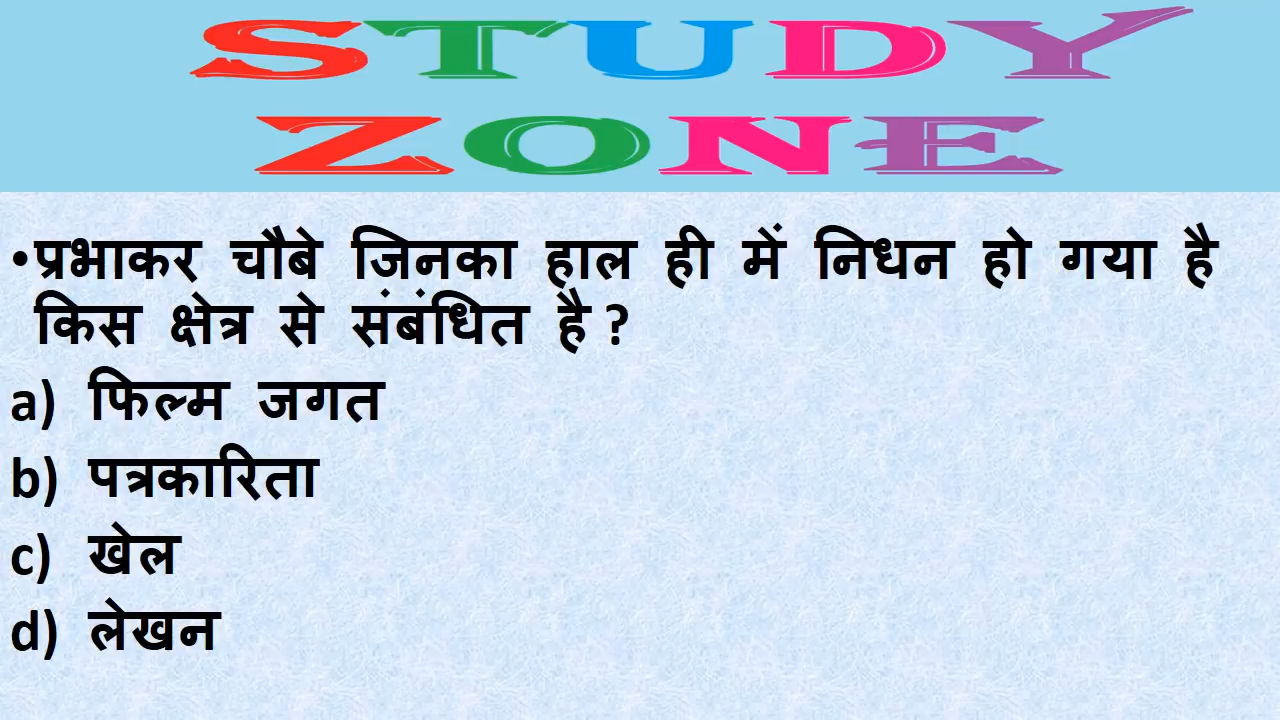 STUDY
ZONE
•प्रभाकर चौबे जिनका हाल ही में निधन हो गया है
किस क्षेत्र से संबंधित है ?
a) फिल्म जगत
b) पत्रकारिता
c) खेल
d) लेखन